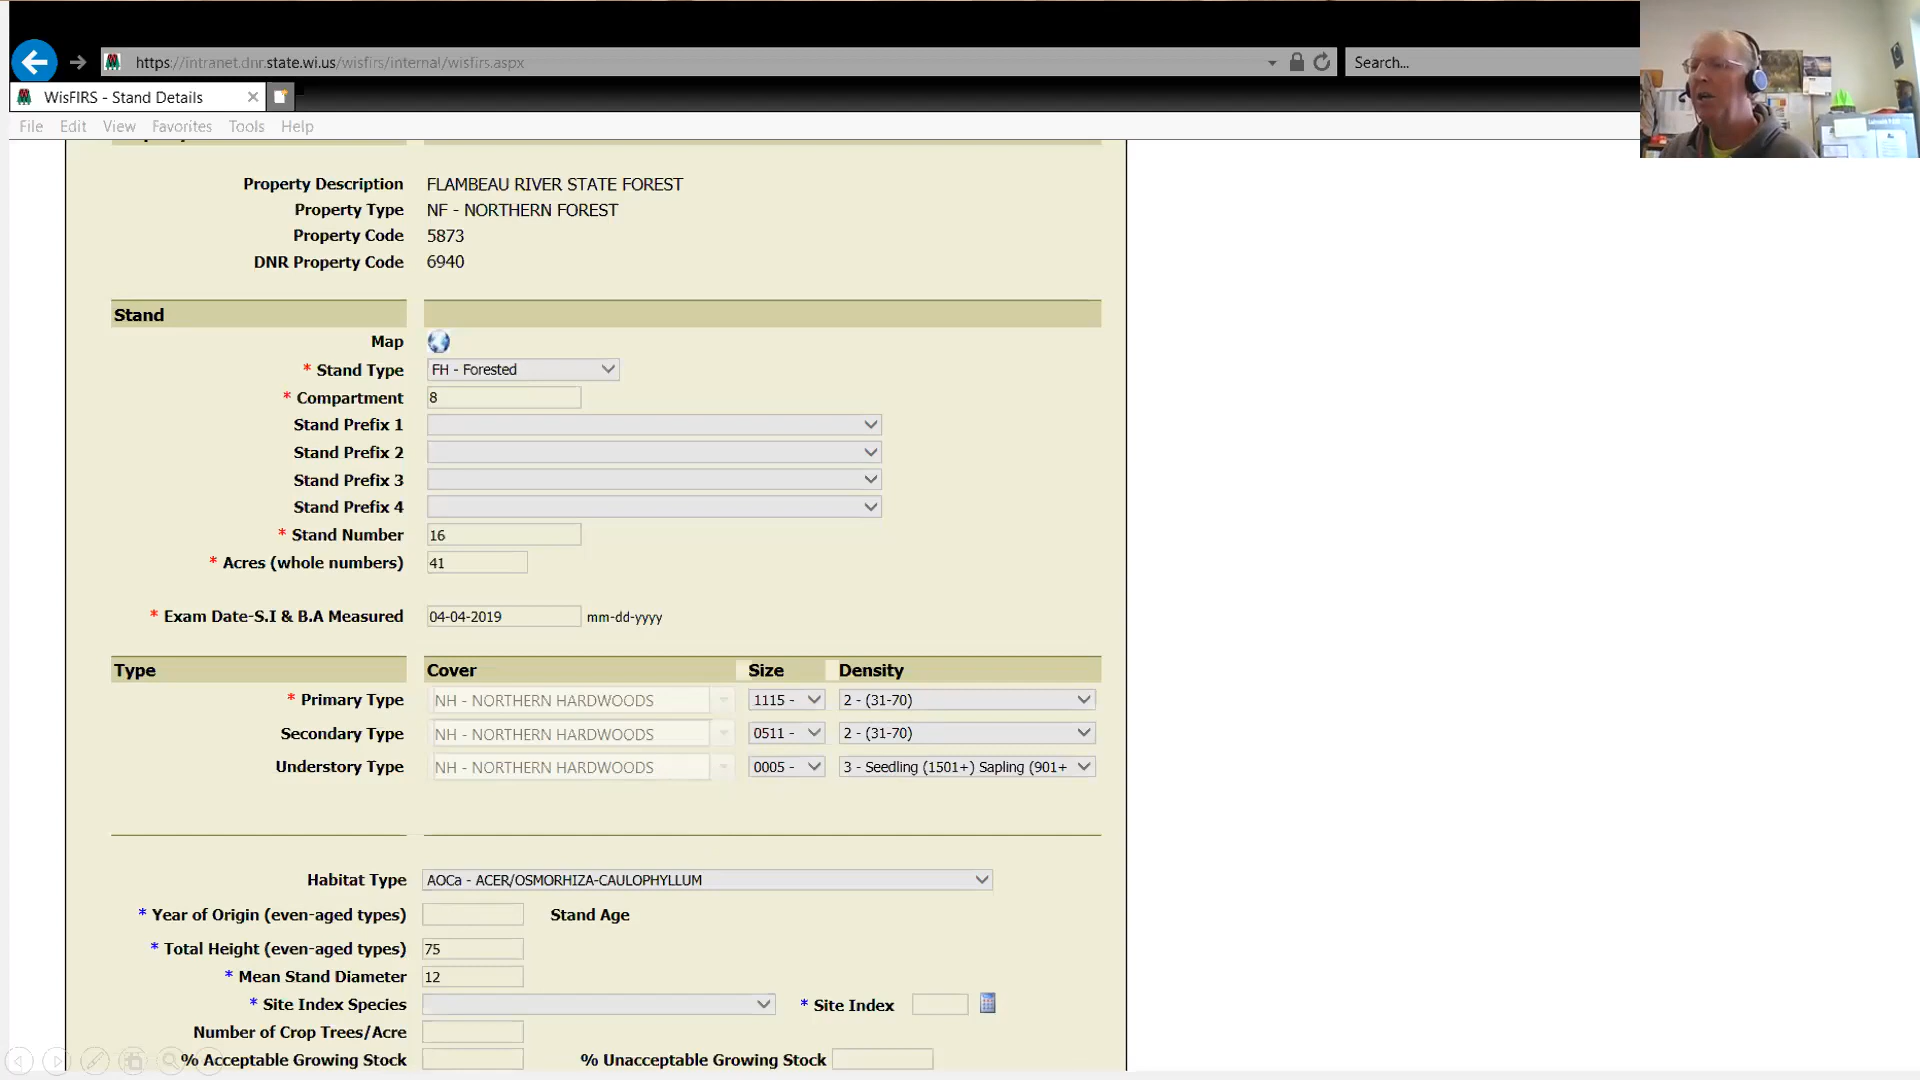 https://intranet.dnr.state.wi.us/wisfirs/internal/wisfirs.aspx
Search...
WisFIRS - Stand Details
File Edit View Favorites Tools Help
Property Description FLAMBEAU RIVER STATE FOREST
Property Type NF - NORTHERN FOREST
Property Code 5873
DNR Property Code 6940
Stand
Map
* Stand Type FH - Forested
* Compartment 8
Stand Prefix 1
Stand Prefix 2
Stand Prefix 3
Stand Prefix 4
* Stand Number 16
* Acres (whole numbers) 41
* Exam Date-S.I & B.A Measured 04-04-2019 mm-dd-yyyy
Type Cover Size Density
* Primary Type NH - NORTHERN HARDWOODS 1115 - 2 - (31-70)
Secondary Type NH - NORTHERN HARDWOODS 0511 - 2 - (31-70)
Understory Type NH - NORTHERN HARDWOODS 0005 - 3 - Seedling (1501+) Sapling (901+
Habitat Type AOCa - ACER/OSMORHIZA-CAULOPHYLLUM
* Year of Origin (even-aged types) Stand Age
* Total Height (even-aged types) 75
* Mean Stand Diameter 12
* Site Index Species * Site Index
Number of Crop Trees/Acre
% Acceptable Growing Stock % Unacceptable Growing Stock